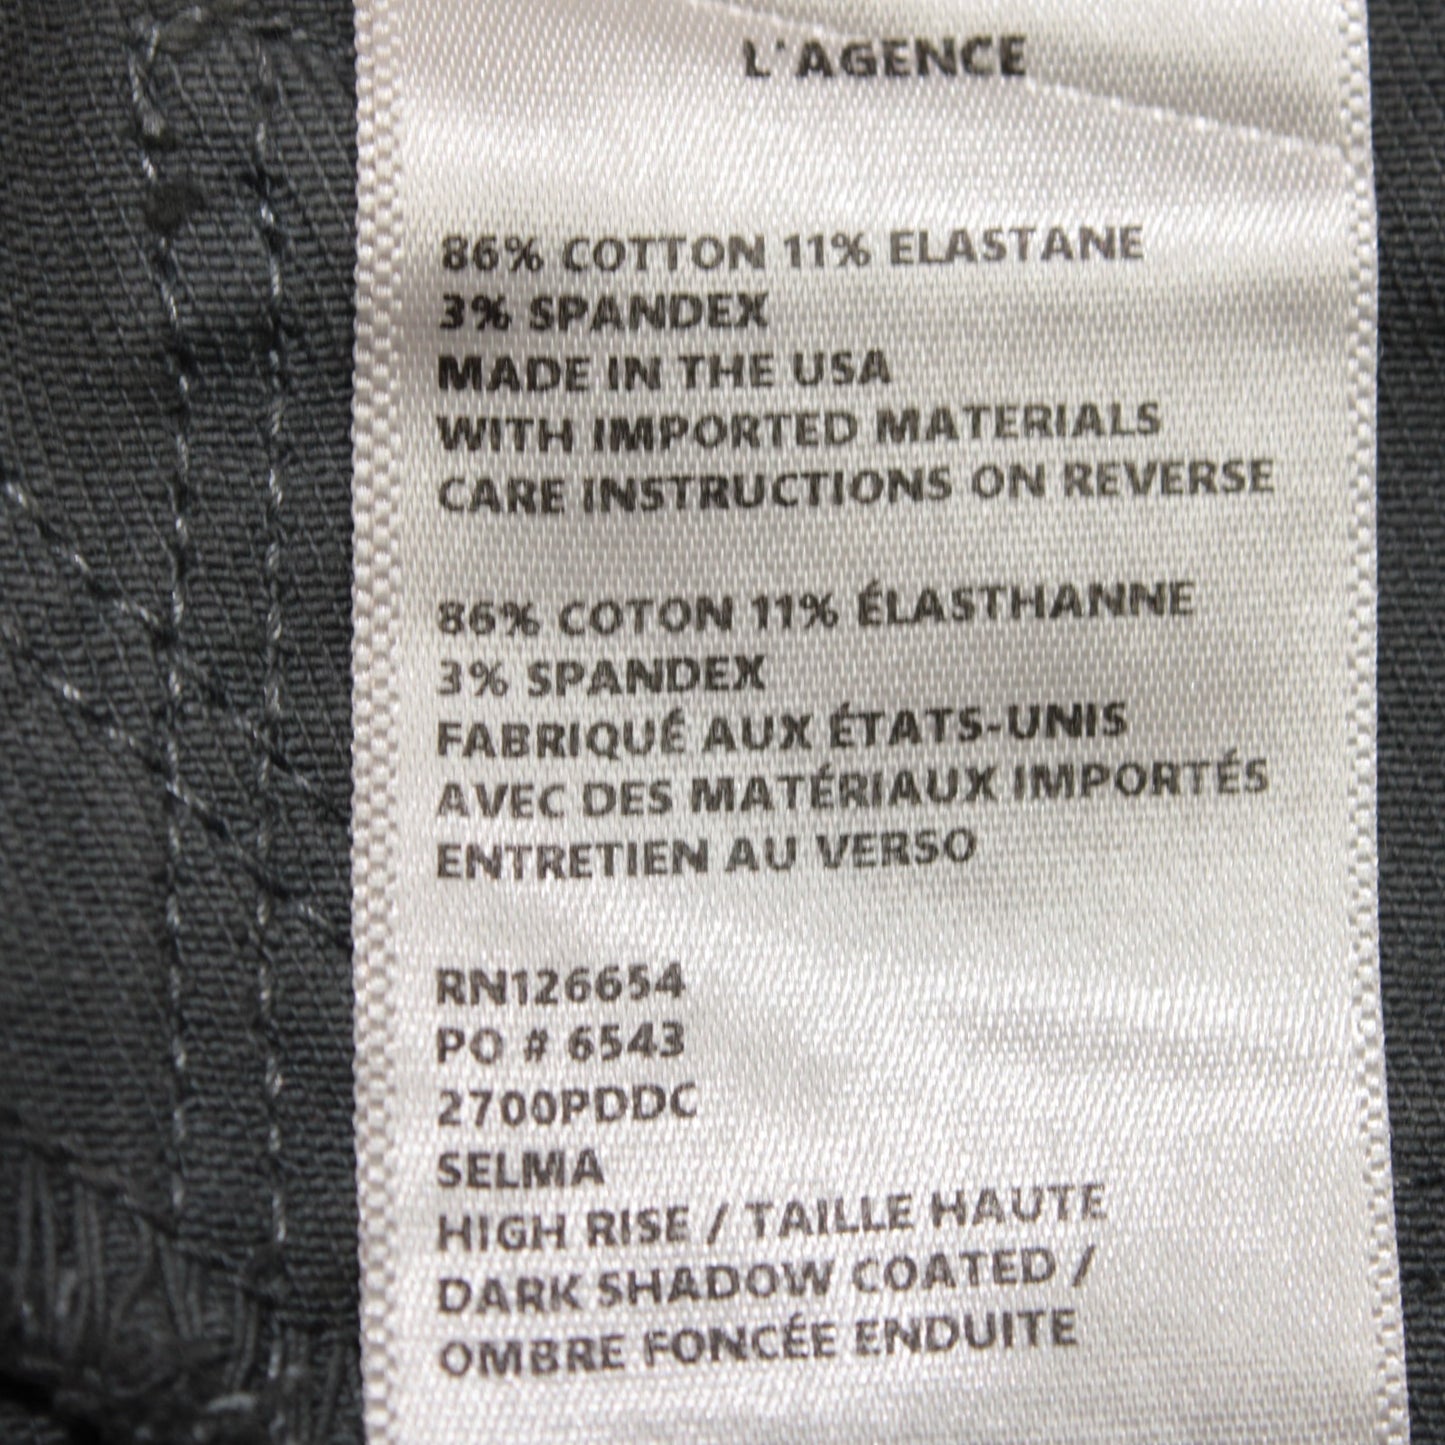 L'AGENCE
86% COTTON 11% ELASTANE
3% SPANDEX
MADE IN THE USA
WITH IMPORTED MATERIALS
CARE INSTRUCTIONS ON REVERSE
86% COTON 11% ÉLASTHANNE
3% SPANDEX
FABRIQUÉ AUX ÉTATS-UNIS
AVEC DES MATÉRIAUX IMPORTÉS
ENTRETIEN AU VERSO
RN126654
PO # 6543
2700PDDC
SELMA
HIGH RISE / TAILLE HAUTE
DARK SHADOW COATED /
OMBRE FONCÉE ENDUITE